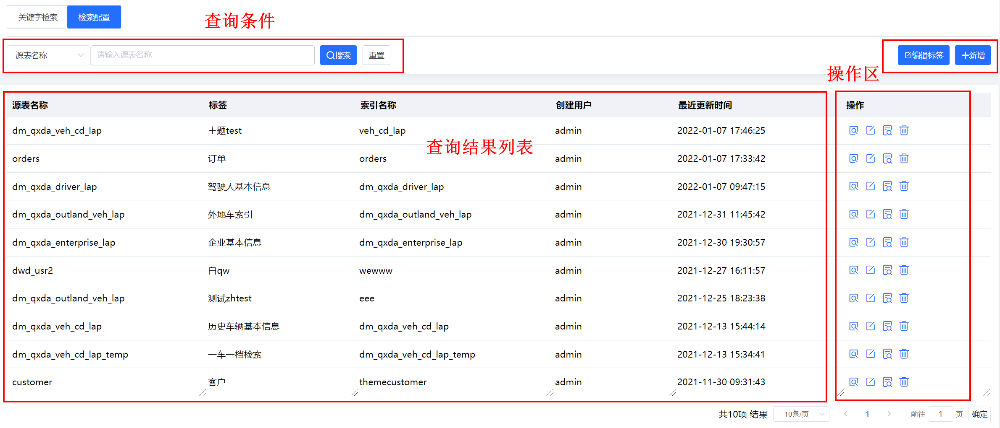 关键字检索 检索配置
查询条件
源表名称 请输入源表名称 搜索 重置 编辑标签 新增
操作区
源表名称 标签 索引名称 创建用户 最近更新时间 操作
dm_qxda_veh_cd_lap 主题test veh_cd_lap admin 2022-01-07 17:46:25
查询结果列表
orders 订单 orders admin 2022-01-07 17:33:42
dm_qxda_driver_lap 驾驶人基本信息 dm_qxda_driver_lap admin 2022-01-07 09:47:15
dm_qxda_outland_veh_lap 外地车索引 dm_qxda_outland_veh_lap admin 2021-12-31 11:45:42
dm_qxda_enterprise_lap 企业基本信息 dm_qxda_enterprise_lap admin 2021-12-30 19:30:57
dwd_usr2 白qw wewww admin 2021-12-27 16:11:57
dm_qxda_outland_veh_lap 测试zhtest eee admin 2021-12-25 18:23:38
dm_qxda_veh_cd_lap 历史车辆基本信息 dm_qxda_veh_cd_lap admin 2021-12-13 15:44:14
dm_qxda_veh_cd_lap_temp 一车一档检索 dm_qxda_veh_cd_lap_temp admin 2021-12-13 15:34:41
customer 客户 themecustomer admin 2021-11-30 09:31:43
共10项 结果 10条/页 1 前往 1 页 确定